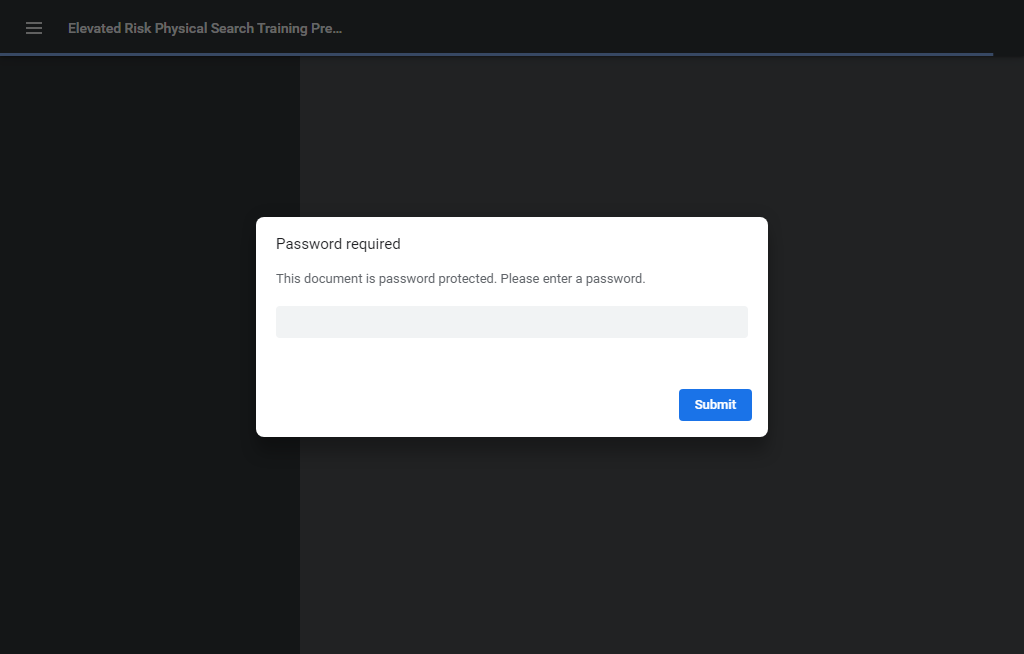 Elevated Risk Physical Search Training Pre...
Password required
This document is password protected. Please enter a password.
Submit